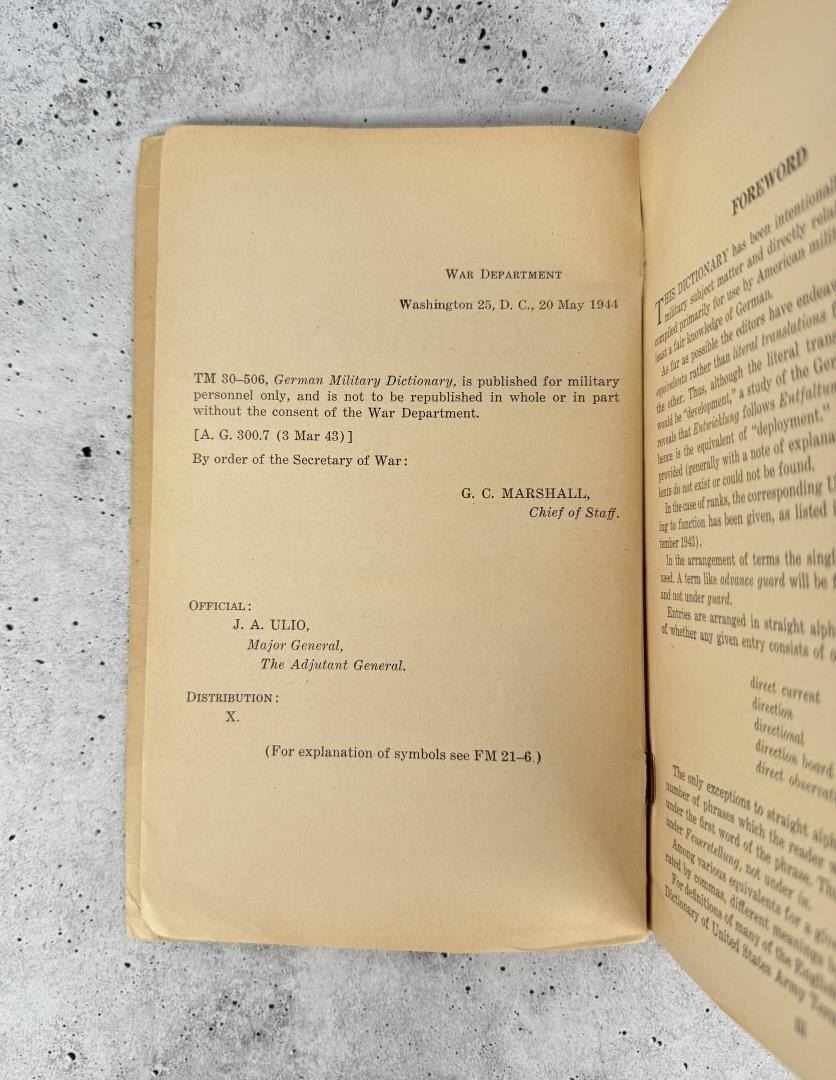 WAR DEPARTMENT
Washington 25, D. C., 20 May 1944
TM 30–506, German Military Dictionary, is published for military
personnel only, and is not to be republished in whole or in part
without the consent of the War Department.
[A. G. 300.7 (3 Mar 43)]
By order of the Secretary of War:
G. C. MARSHALL,
Chief of Staff.
OFFICIAL:
J. A. ULIO,
Major General,
The Adjutant General.
DISTRIBUTION:
X.
(For explanation of symbols see FM 21–6.)
FOREWORD
THIS DICTIONARY has been intentional
military subject matter and directly rela
compiled primarily for use by American milit
least a fair knowledge of German.
As far as possible the editors have endeav
equivalents rather than literal translations
the other. Thus, although the literal trans
would be "development," a study of the Ger
reveals that Entwicklung follows Entfaltun
hence is the equivalent of "deployment."
provided (generally with a note of explana
texts do not exist or could not be found.
In the case of ranks, the corresponding U
ing to function has been given, as listed i
tember 1943).
In the arrangement of terms the singl
used. A term like advance guard will be f
and not under guard.
Entries are arranged in straight alph
of whether any given entry consists of o
direct current
direction
directional
direction board
direct observat
The only exceptions to straight alph
number of phrases which the reader w
under the first word of the phrase. Th
under Feuerstellung, not under in.
Among various equivalents for a giv
rated by commas, different meanings b
For definitions of many of the English
Dictionary of United States Army Term
III